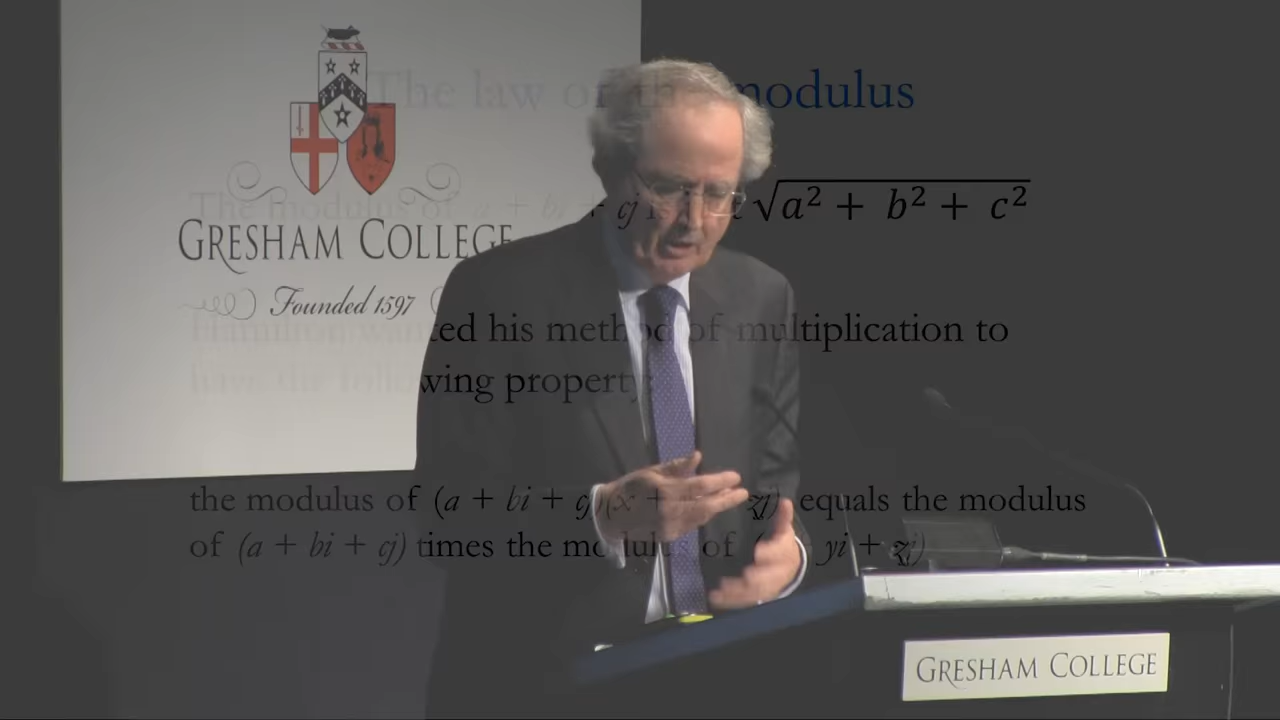 The law of the modulus
The modulus of a + bi + cj is √a² + b² + c²
GRESHAM COLLEGE
Founded 1597
Hamilton wanted his method of multiplication to
have the following property:
the modulus of (a + bi + cj)(x + zj) equals the modulus
of (a + bi + cj) times the modulus of ( yi + zj)
GRESHAM COLLEGE